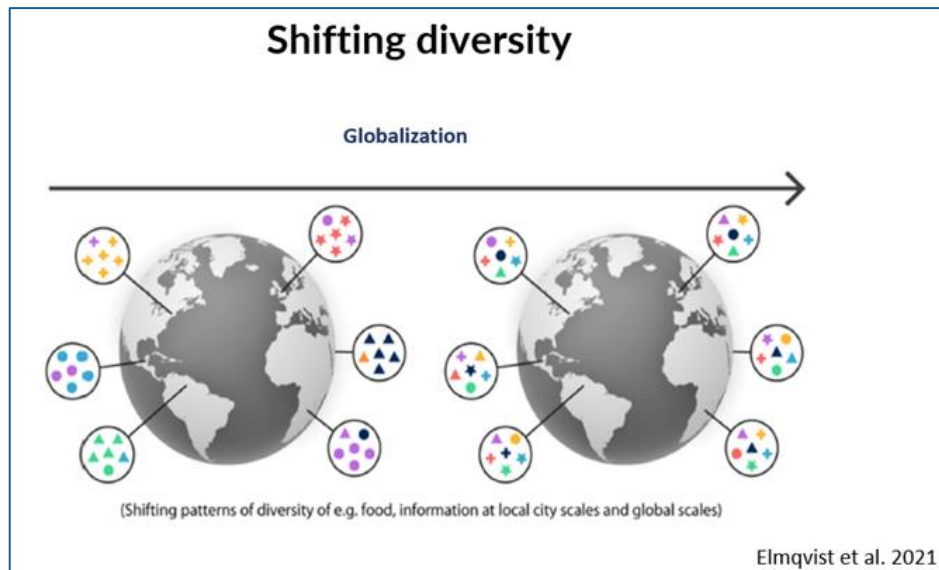 Shifting diversity
Globalization
(Shifting patterns of diversity of e.g. food, information at local city scales and global scales)
Elmqvist et al. 2021